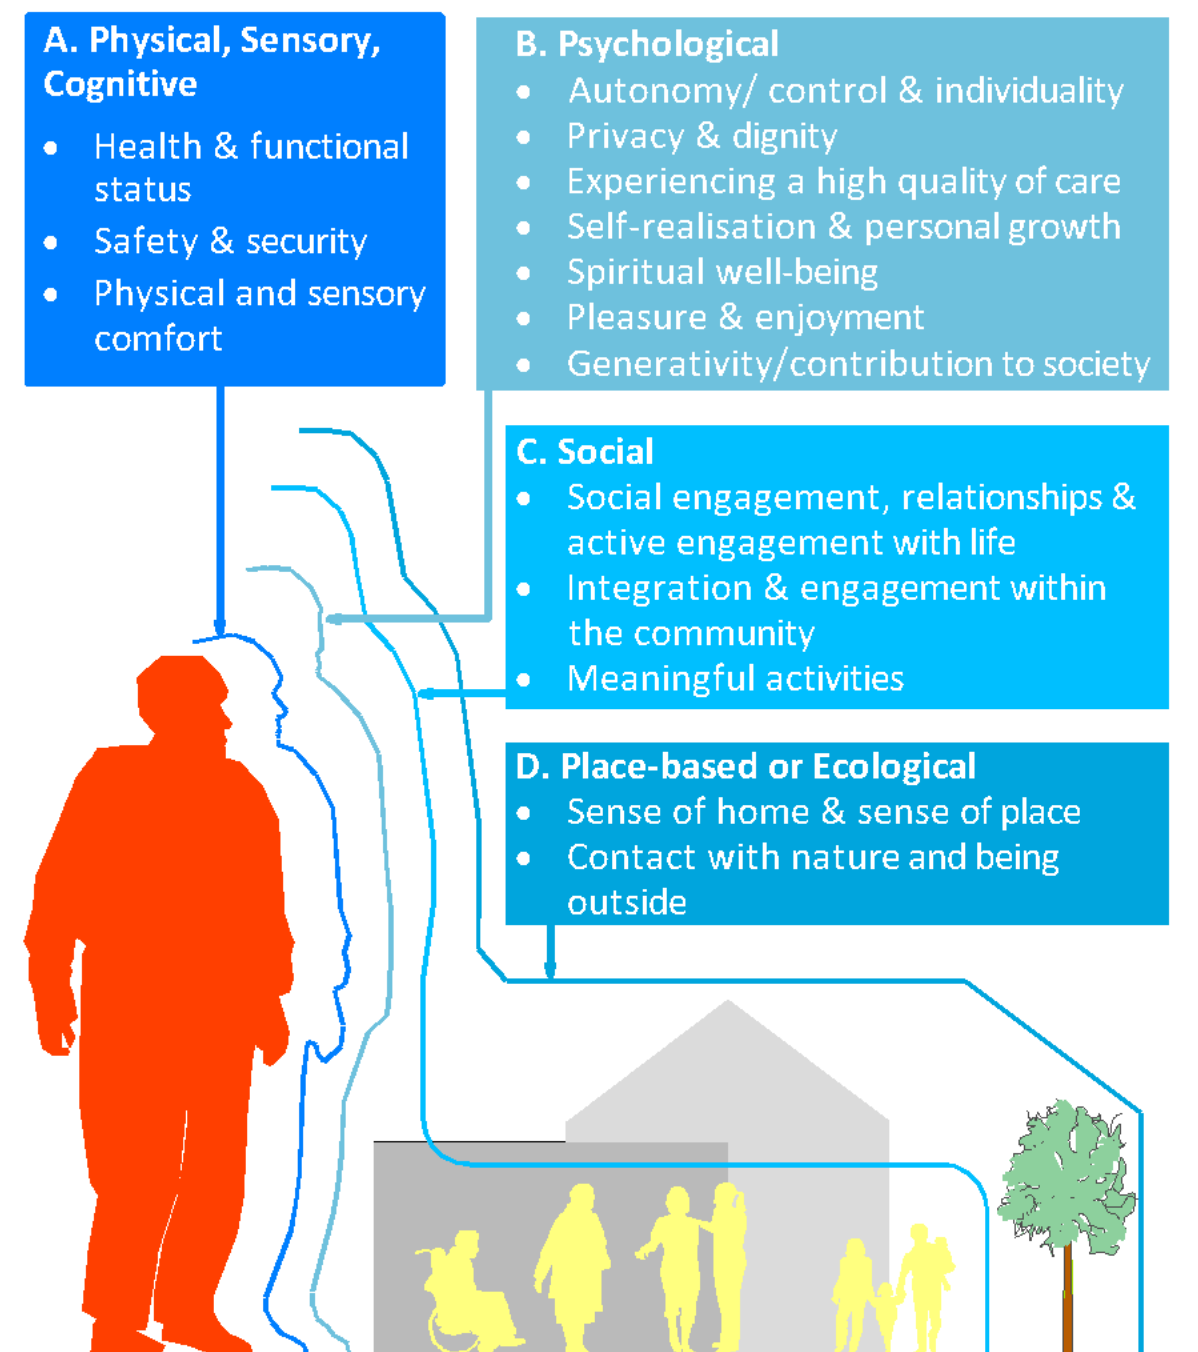 A. Physical, Sensory,
Cognitive
• Health & functional
status
• Safety & security
• Physical and sensory
comfort
B. Psychological
• Autonomy/ control & individuality
• Privacy & dignity
• Experiencing a high quality of care
• Self-realisation & personal growth
• Spiritual well-being
• Pleasure & enjoyment
• Generativity/contribution to society
C. Social
• Social engagement, relationships &
active engagement with life
• Integration & engagement within
the community
• Meaningful activities
D. Place-based or Ecological
• Sense of home & sense of place
• Contact with nature and being
outside